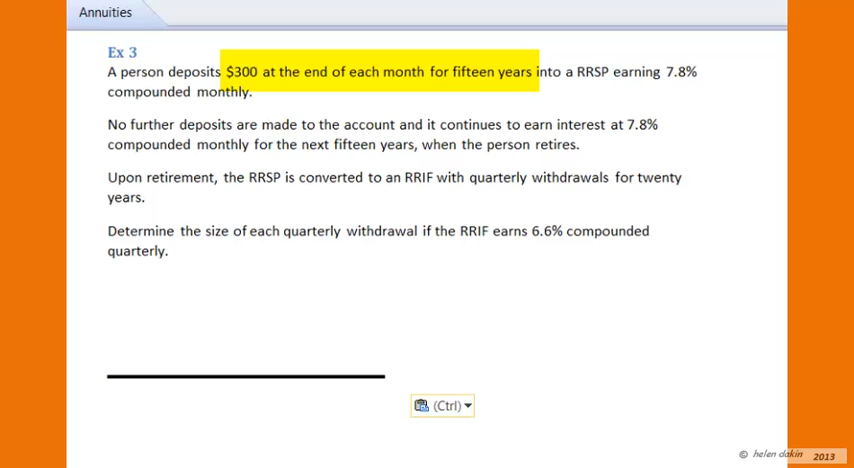 Annuities
Ex 3
A person deposits $300 at the end of each month for fifteen years into a RRSP earning 7.8%
compounded monthly.
No further deposits are made to the account and it continues to earn interest at 7.8%
compounded monthly for the next fifteen years, when the person retires.
Upon retirement, the RRSP is converted to an RRIF with quarterly withdrawals for twenty
years.
Determine the size of each quarterly withdrawal if the RRIF earns 6.6% compounded
quarterly.
(Ctrl)
© helen dakin 2013